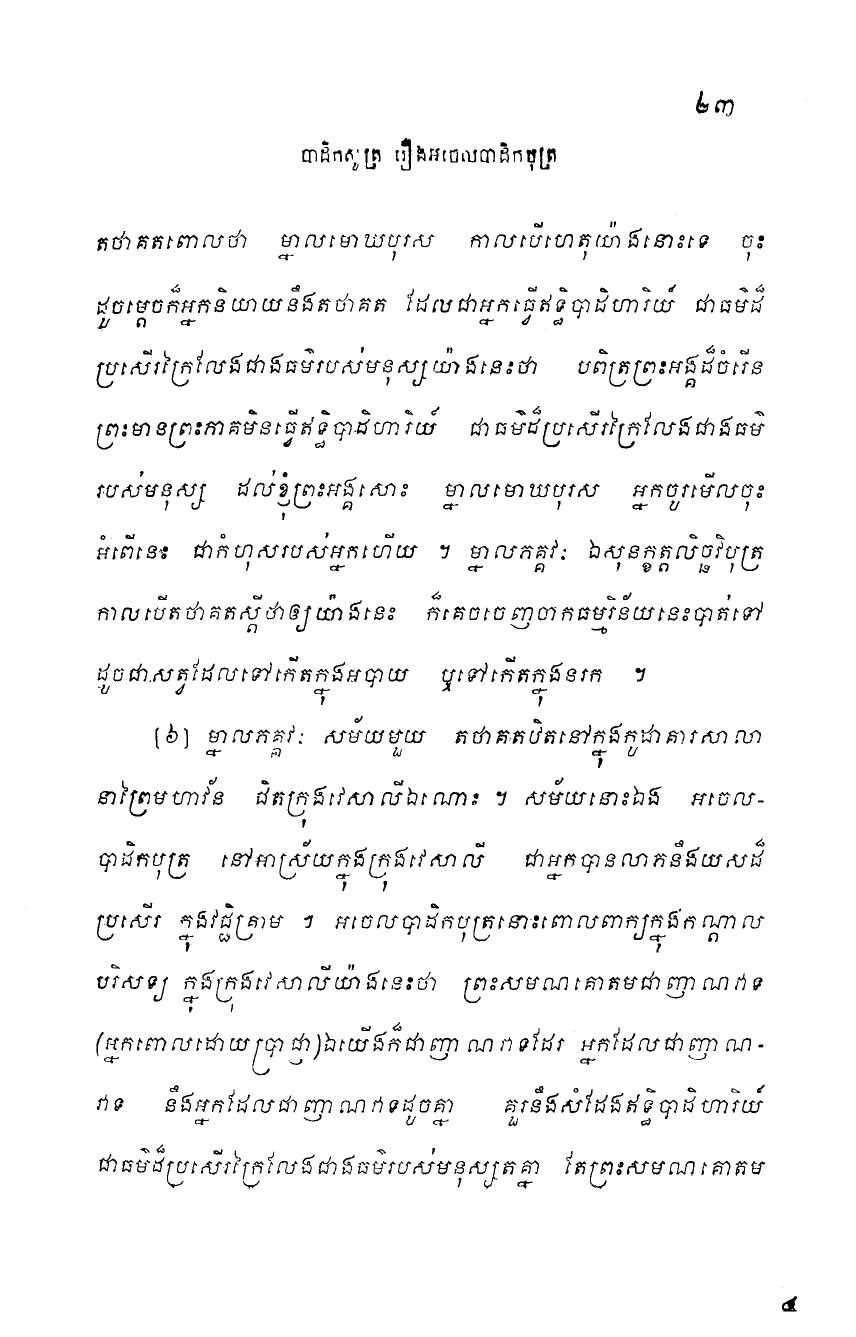 ២៣
បាដិកសូត្រ រឿងអចេលបាដិកបុត្រ
តថាគតពោលថា ម្នាលមោឃបុរស កាលបើហេតុយ៉ាងនោះទេ ចុះ
ដូចម្តេចក៏អ្នកនិយាយនឹងតថាគត ដែលជាអ្នកធ្វើឥទ្ធិបាដិហារិយ៍ ជាធម៌ដ៏
ប្រសើរក្រៃលែងជាងធម៌របស់មនុស្សយ៉ាងនេះថា បពិត្រព្រះអង្គដ៏ចំរើន
ព្រះមានព្រះភាគមិនធ្វើឥទ្ធិបាដិហារិយ៍ ជាធម៌ដ៏ប្រសើរក្រៃលែងជាងធម៌
របស់មនុស្ស ដល់ខ្ញុំព្រះអង្គសោះ ម្នាលមោឃបុរស អ្នកចូរមើលចុះ
អំពើនេះ ជាកំហុសរបស់អ្នកហើយ ។ ម្នាលភគ្គវៈ ឯសុនក្ខត្តលិច្ឆវិបុត្រ
កាលបើតថាគតស្តីថាឲ្យយ៉ាងនេះ ក៏គេចចេញចាកធម្មវិន័យនេះបាត់ទៅ
ដូចជាសត្វដែលទៅកើតក្នុងអបាយ ឬទៅកើតក្នុងនរក ។
[៦] ម្នាលភគ្គវៈ សម័យមួយ តថាគតឋិតនៅក្នុងកូដាគារសាលា
នាព្រៃមហាវ័ន ជិតក្រុងវេសាលីឯណោះ ។ សម័យនោះឯង អចេល-
បាដិកបុត្រ នៅអាស្រ័យក្នុងក្រុងវេសាលី ជាអ្នកបានលាភនឹងយសដ៏
ប្រសើរ ក្នុងវជ្ជិគ្រាម ។ អចេលបាដិកបុត្រនោះពោលពាក្យក្នុងកណ្តាល
បរិសទ្យ ក្នុងក្រុងវេសាលីយ៉ាងនេះថា ព្រះសមណគោតមជាញាណវាទ
(អ្នកពោលដោយប្រាជ្ញា)ឯយើងក៏ជាញាណវាទដែរ អ្នកដែលជាញាណ-
វាទ នឹងអ្នកដែលជាញាណវាទដូចគ្នា គួរនឹងសំដែងឥទ្ធិបាដិហារិយ៍
ជាធម៌ដ៏ប្រសើរក្រៃលែងជាងធម៌របស់មនុស្សតគ្នា តែព្រះសមណគោតម
៤